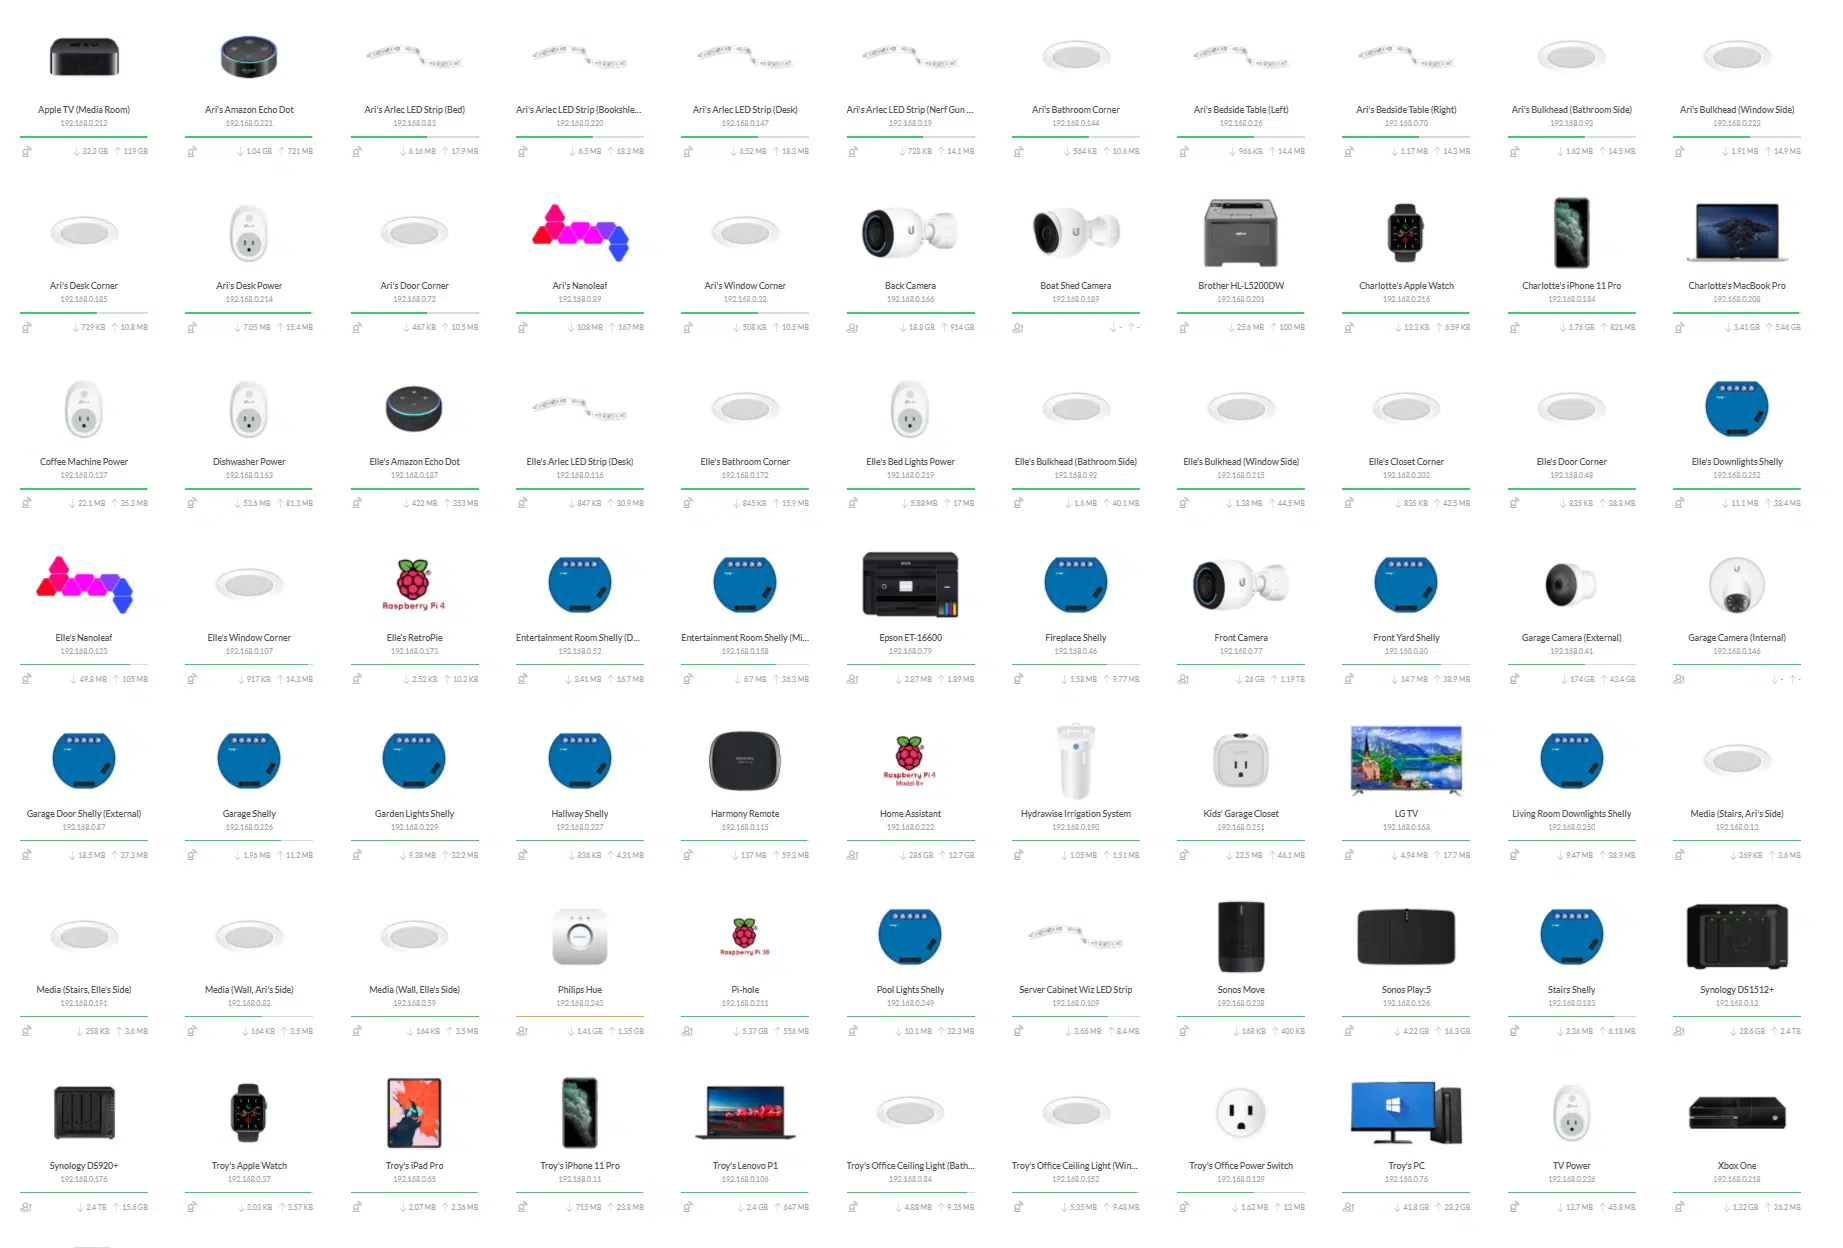 Apple TV (Media Room) Ari's Amazon Echo Dot Ari's Arlec LED Strip (Bed) Ari's Arlec LED Strip (Bookshle... Ari's Arlec LED Strip (Desk) Ari's Arlec LED Strip (Nerf Gun ... Ari's Bathroom Corner Ari's Bedside Table (Left) Ari's Bedside Table (Right) Ari's Bulkhead (Bathroom Side) Ari's Bulkhead (Window Side)
192.168.0.212 192.168.0.221 192.168.0.83 192.168.0.220 192.168.0.147 192.168.0.19 192.168.0.144 192.168.0.26 192.168.0.70 192.168.0.93 192.168.0.223
↓ 32.2 GB ↑ 119 GB ↓ 1.04 GB ↑ 721 MB ↓ 6.16 MB ↑ 17.9 MB ↓ 6.5 MB ↑ 18.3 MB ↓ 6.52 MB ↑ 18.3 MB ↓ 728 KB ↑ 14.1 MB ↓ 564 KB ↑ 10.6 MB ↓ 966 KB ↑ 14.4 MB ↓ 1.17 MB ↑ 14.3 MB ↓ 1.62 MB ↑ 14.5 MB ↓ 1.91 MB ↑ 14.9 MB
Ari's Desk Corner Ari's Desk Power Ari's Door Corner Ari's Nanoleaf Ari's Window Corner Back Camera Boat Shed Camera Brother HL-L5200DW Charlotte's Apple Watch Charlotte's iPhone 11 Pro Charlotte's MacBook Pro
192.168.0.185 192.168.0.214 192.168.0.72 192.168.0.89 192.168.0.32 192.168.0.166 192.168.0.189 192.168.0.201 192.168.0.216 192.168.0.184 192.168.0.208
↓ 729 KB ↑ 10.8 MB ↓ 7.05 MB ↑ 15.4 MB ↓ 467 KB ↑ 10.5 MB ↓ 108 MB ↑ 167 MB ↓ 508 KB ↑ 10.5 MB ↓ 18.8 GB ↑ 914 GB ↓ - ↑ - ↓ 25.6 MB ↑ 100 MB ↓ 13.3 KB ↑ 6.59 KB ↓ 1.76 GB ↑ 821 MB ↓ 3.41 GB ↑ 5.46 GB
Coffee Machine Power Dishwasher Power Elle's Amazon Echo Dot Elle's Arlec LED Strip (Desk) Elle's Bathroom Corner Elle's Bed Lights Power Elle's Bulkhead (Bathroom Side) Elle's Bulkhead (Window Side) Elle's Closet Corner Elle's Door Corner Elle's Downlights Shelly
192.168.0.127 192.168.0.163 192.168.0.187 192.168.0.116 192.168.0.172 192.168.0.219 192.168.0.92 192.168.0.215 192.168.0.202 192.168.0.48 192.168.0.252
↓ 22.1 MB ↑ 35.3 MB ↓ 53.6 MB ↑ 81.3 MB ↓ 422 MB ↑ 353 MB ↓ 847 KB ↑ 30.9 MB ↓ 845 KB ↑ 15.9 MB ↓ 5.88 MB ↑ 17 MB ↓ 1.6 MB ↑ 40.1 MB ↓ 1.38 MB ↑ 44.5 MB ↓ 835 KB ↑ 42.5 MB ↓ 835 KB ↑ 38.8 MB ↓ 11.1 MB ↑ 38.4 MB
Raspberry Pi 4
Elle's Nanoleaf Elle's Window Corner Elle's RetroPie Entertainment Room Shelly (D... Entertainment Room Shelly (Mi... Epson ET-16600 Fireplace Shelly Front Camera Front Yard Shelly Garage Camera (External) Garage Camera (Internal)
192.168.0.123 192.168.0.107 192.168.0.173 192.168.0.52 192.168.0.158 192.168.0.79 192.168.0.46 192.168.0.77 192.168.0.80 192.168.0.41 192.168.0.146
↓ 49.8 MB ↑ 105 MB ↓ 917 KB ↑ 14.3 MB ↓ 2.52 KB ↑ 10.2 KB ↓ 3.41 MB ↑ 16.7 MB ↓ 6.7 MB ↑ 36.3 MB ↓ 2.87 MB ↑ 1.89 MB ↓ 1.58 MB ↑ 9.77 MB ↓ 26 GB ↑ 1.19 TB ↓ 14.7 MB ↑ 38.9 MB ↓ 174 GB ↑ 43.4 GB ↓ - ↑ -
Raspberry Pi 4
Model B+
Garage Door Shelly (External) Garage Shelly Garden Lights Shelly Hallway Shelly Harmony Remote Home Assistant Hydrawise Irrigation System Kids' Garage Closet LG TV Living Room Downlights Shelly Media (Stairs, Ari's Side)
192.168.0.87 192.168.0.226 192.168.0.229 192.168.0.227 192.168.0.115 192.168.0.222 192.168.0.190 192.168.0.251 192.168.0.168 192.168.0.250 192.168.0.13
↓ 18.5 MB ↑ 27.3 MB ↓ 1.96 MB ↑ 11.2 MB ↓ 9.38 MB ↑ 32.2 MB ↓ 836 KB ↑ 4.31 MB ↓ 137 MB ↑ 59.3 MB ↓ 286 GB ↑ 12.7 GB ↓ 1.05 MB ↑ 1.51 MB ↓ 22.5 MB ↑ 46.1 MB ↓ 4.94 MB ↑ 17.7 MB ↓ 9.47 MB ↑ 38.9 MB ↓ 269 KB ↑ 3.6 MB
Raspberry Pi 3B
Media (Stairs, Elle's Side) Media (Wall, Ari's Side) Media (Wall, Elle's Side) Philips Hue Pi-hole Pool Lights Shelly Server Cabinet Wiz LED Strip Sonos Move Sonos Play:5 Stairs Shelly Synology DS1512+
192.168.0.191 192.168.0.82 192.168.0.59 192.168.0.243 192.168.0.211 192.168.0.249 192.168.0.109 192.168.0.238 192.168.0.126 192.168.0.183 192.168.0.12
↓ 258 KB ↑ 3.6 MB ↓ 164 KB ↑ 3.5 MB ↓ 164 KB ↑ 3.5 MB ↓ 1.41 GB ↑ 1.35 GB ↓ 5.37 GB ↑ 556 MB ↓ 10.1 MB ↑ 32.3 MB ↓ 3.66 MB ↑ 8.4 MB ↓ 168 KB ↑ 400 KB ↓ 4.22 GB ↑ 16.3 GB ↓ 2.36 MB ↑ 6.18 MB ↓ 28.6 GB ↑ 2.4 TB
Synology DS920+ Troy's Apple Watch Troy's iPad Pro Troy's iPhone 11 Pro Troy's Lenovo P1 Troy's Office Ceiling Light (Bath... Troy's Office Ceiling Light (Win... Troy's Office Power Switch Troy's PC TV Power Xbox One
192.168.0.176 192.168.0.37 192.168.0.65 192.168.0.11 192.168.0.106 192.168.0.84 192.168.0.152 192.168.0.129 192.168.0.76 192.168.0.236 192.168.0.218
↓ 2.4 TB ↑ 15.6 GB ↓ 3.03 KB ↑ 3.57 KB ↓ 2.07 MB ↑ 2.36 MB ↓ 715 MB ↑ 23.8 MB ↓ 2.4 GB ↑ 647 MB ↓ 4.88 MB ↑ 9.35 MB ↓ 5.35 MB ↑ 9.48 MB ↓ 1.62 MB ↑ 13 MB ↓ 41.8 GB ↑ 28.2 GB ↓ 13.7 MB ↑ 45.8 MB ↓ 1.32 GB ↑ 26.2 MB